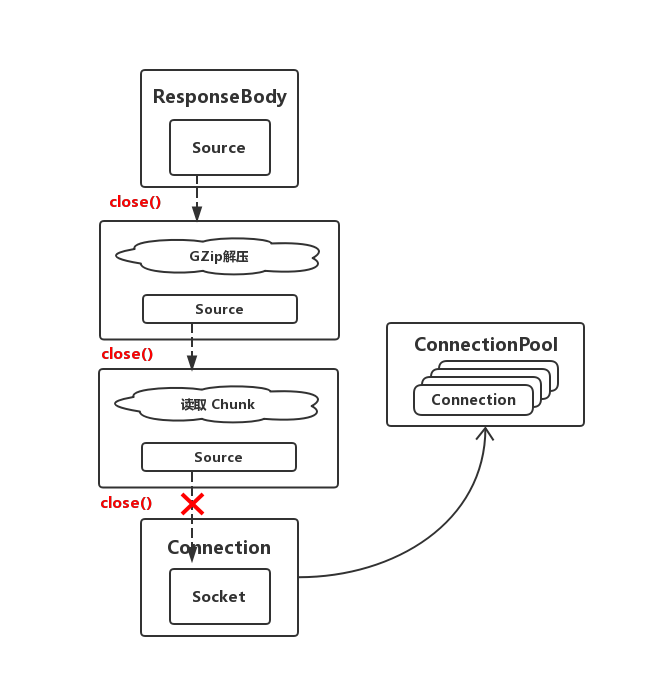 ResponseBody
Source
close()
GZip解压
Source
close()
读取 Chunk
Source
close()
Connection
Socket
ConnectionPool
Connection